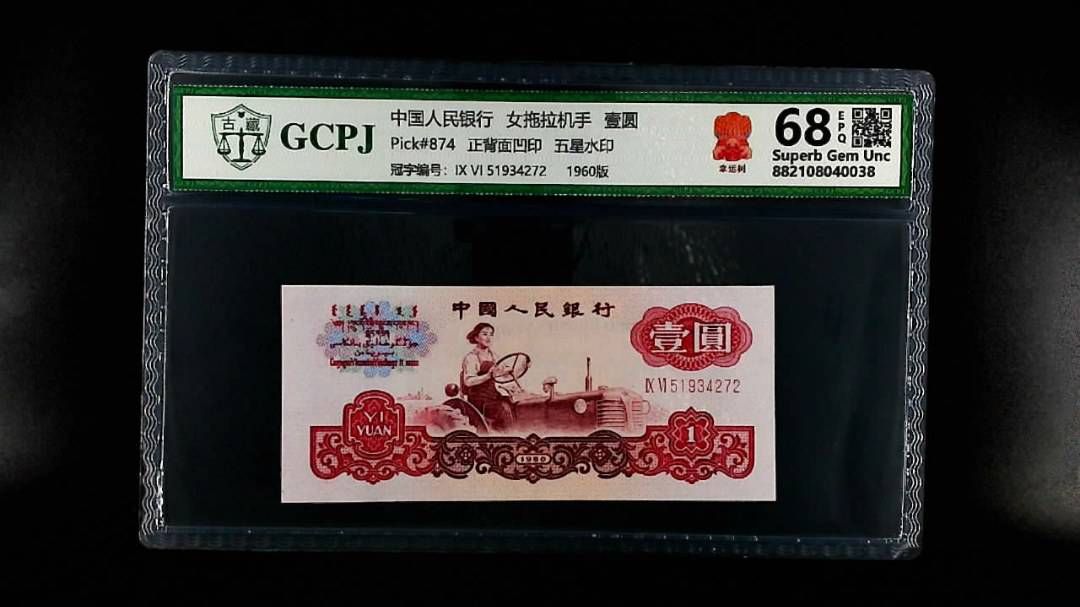 古 藏
GCPJ
中国人民银行 女拖拉机手 壹圆
Pick#874 正背面凹印 五星水印
冠字编号: IX VI 51934272 1960版
幸运树
68 EPQ
Superb Gem Unc
882108040038
中國人民銀行
壹圓
IX VI 51934272
YI
YUAN
1
1960